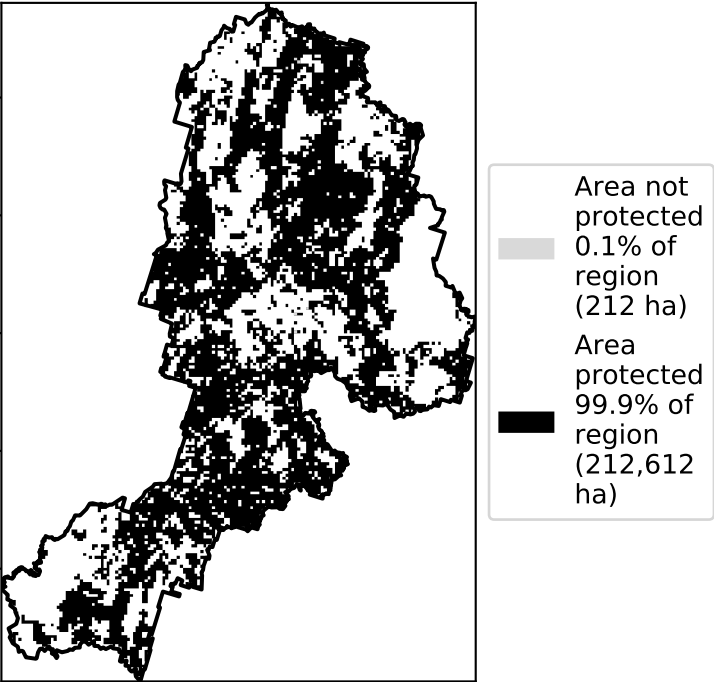 Area not
protected
0.1% of
region
(212 ha)
Area
protected
99.9% of
region
(212,612
ha)